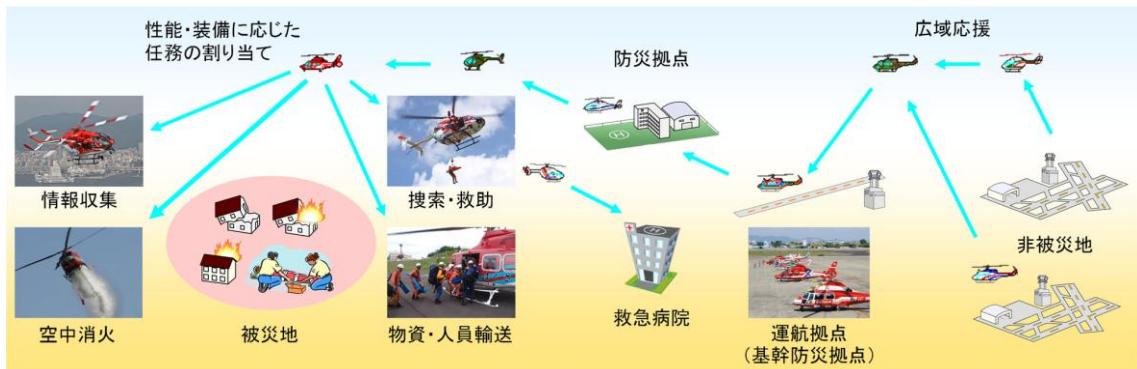 性能・装備に応じた
任務の割り当て
広域応援
防災拠点
情報収集
捜索・救助
非被災地
空中消火
被災地
物資・人員輸送
救急病院
運航拠点
(基幹防災拠点)